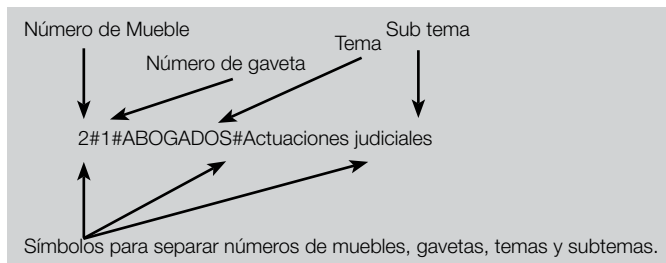 Número de Mueble
Sub tema
Tema
Número de gaveta
2#1#ABOGADOS#Actuaciones judiciales
Símbolos para separar números de muebles, gavetas, temas y subtemas.